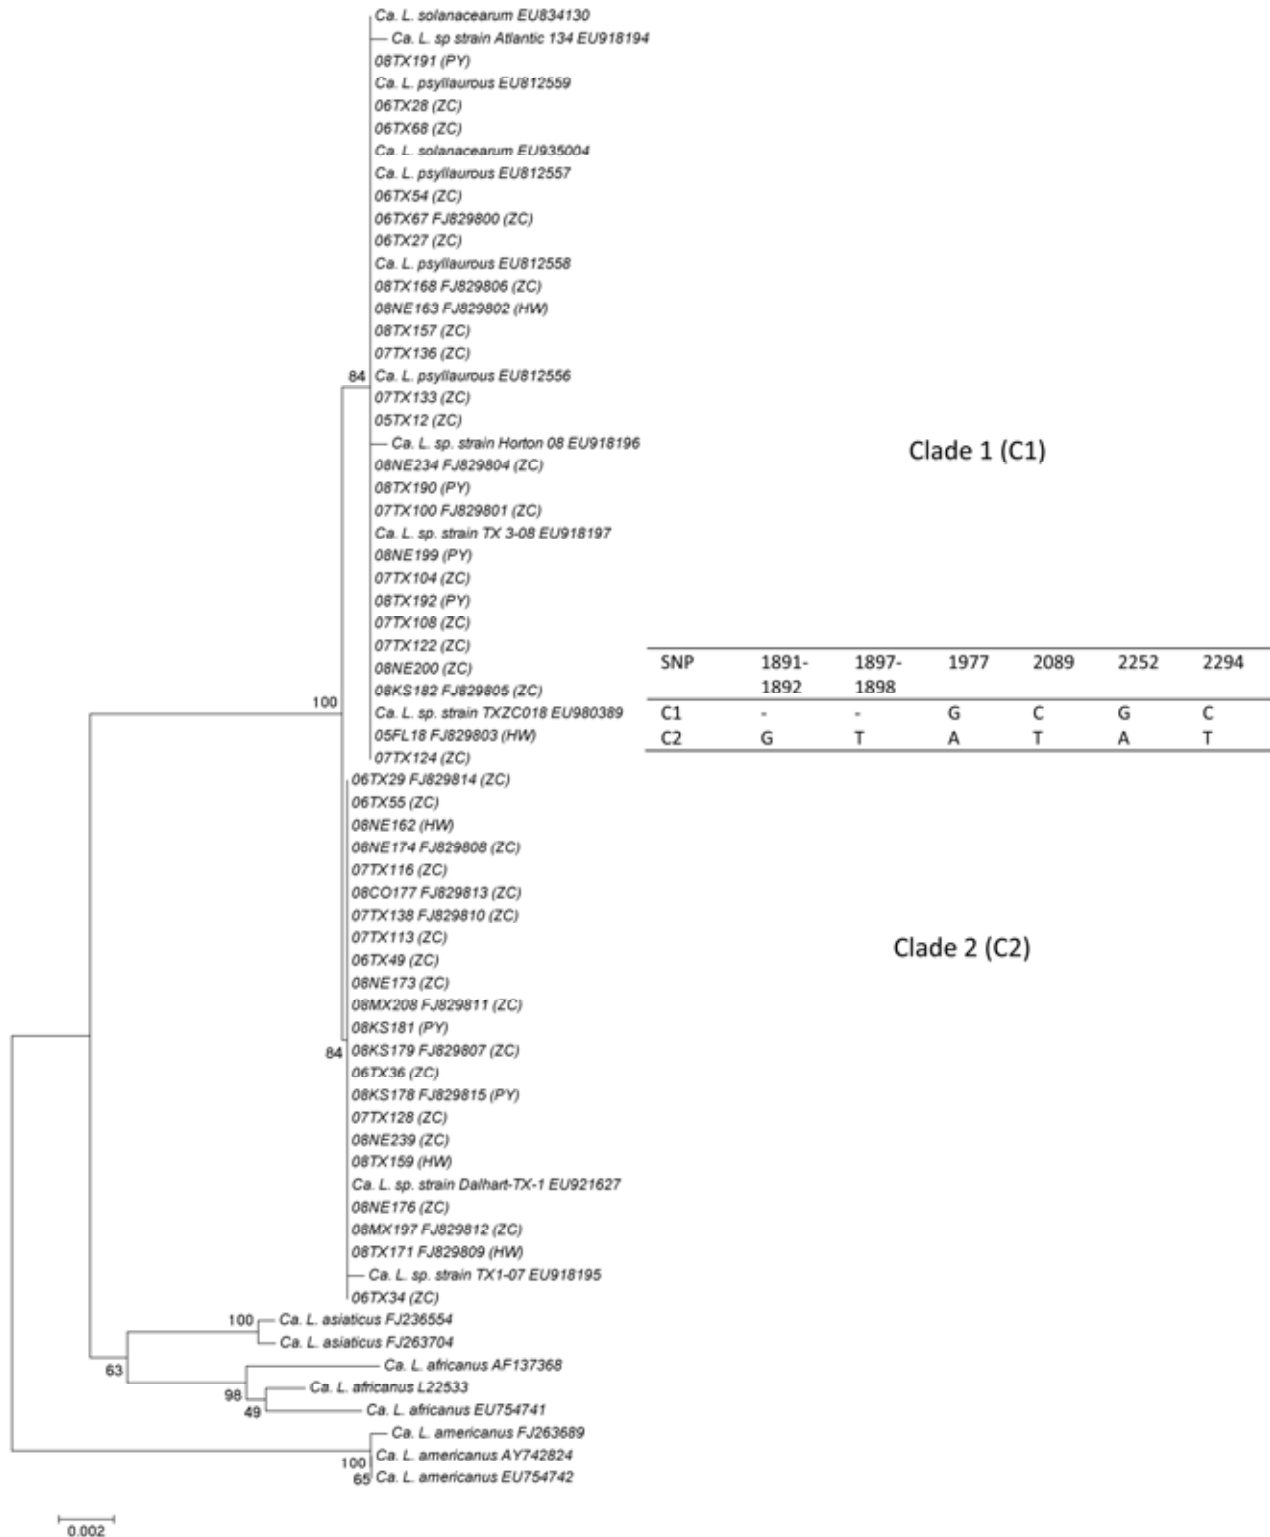 Ca. L. solanacearum EU834130
Ca. L. sp strain Atlantic 134 EU918194
08TX191 (PY)
Ca. L. psyllaurous EU812559
06TX28 (ZC)
06TX68 (ZC)
Ca. L. solanacearum EU935004
Ca. L. psyllaurous EU812557
06TX54 (ZC)
06TX67 FJ829800 (ZC)
06TX27 (ZC)
Ca. L. psyllaurous EU812558
08TX168 FJ829806 (ZC)
08NE163 FJ829802 (HW)
08TX157 (ZC)
07TX136 (ZC)
84 Ca. L. psyllaurous EU812556
07TX133 (ZC)
05TX12 (ZC)
Ca. L. sp. strain Horton 08 EU918196
Clade 1 (C1)
08NE234 FJ829804 (ZC)
08TX190 (PY)
07TX100 FJ829801 (ZC)
Ca. L. sp. strain TX 3-08 EU918197
08NE199 (PY)
07TX104 (ZC)
08TX192 (PY)
07TX108 (ZC)
07TX122 (ZC)
08NE200 (ZC)
08KS182 FJ829805 (ZC)
100
Ca. L. sp. strain TXZC018 EU980389
05FL18 FJ829803 (HW)
07TX124 (ZC)
SNP 1891-1892 1897-1898 1977 2089 2252 2294
C1 - - G C G C
C2 G T A T A T
06TX29 FJ829814 (ZC)
06TX55 (ZC)
08NE162 (HW)
08NE174 FJ829808 (ZC)
07TX116 (ZC)
08CO177 FJ829813 (ZC)
07TX138 FJ829810 (ZC)
07TX113 (ZC)
Clade 2 (C2)
06TX49 (ZC)
08NE173 (ZC)
08MX208 FJ829811 (ZC)
08KS181 (PY)
84 08KS179 FJ829807 (ZC)
06TX36 (ZC)
08KS178 FJ829815 (PY)
07TX128 (ZC)
08NE239 (ZC)
08TX159 (HW)
Ca. L. sp. strain Dalhart-TX-1 EU921627
08NE176 (ZC)
08MX197 FJ829812 (ZC)
08TX171 FJ829809 (HW)
Ca. L. sp. strain TX1-07 EU918195
06TX34 (ZC)
100 Ca. L. asiaticus FJ236554
Ca. L. asiaticus FJ263704
63
Ca. L. africanus AF137368
98 Ca. L. africanus L22533
49 Ca. L. africanus EU754741
Ca. L. americanus FJ263689
100 Ca. L. americanus AY742824
65 Ca. L. americanus EU754742
0.002